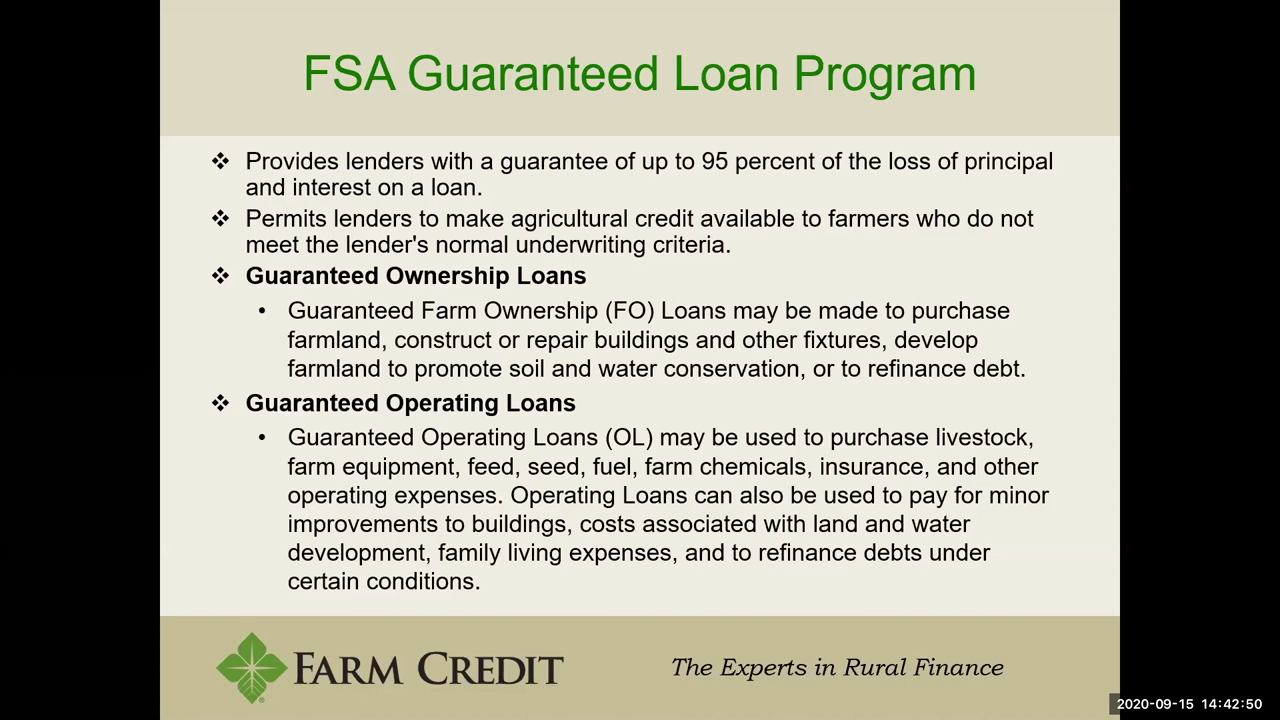 FSA Guaranteed Loan Program
❖ Provides lenders with a guarantee of up to 95 percent of the loss of principal
and interest on a loan.
❖ Permits lenders to make agricultural credit available to farmers who do not
meet the lender's normal underwriting criteria.
❖ Guaranteed Ownership Loans
• Guaranteed Farm Ownership (FO) Loans may be made to purchase
farmland, construct or repair buildings and other fixtures, develop
farmland to promote soil and water conservation, or to refinance debt.
❖ Guaranteed Operating Loans
• Guaranteed Operating Loans (OL) may be used to purchase livestock,
farm equipment, feed, seed, fuel, farm chemicals, insurance, and other
operating expenses. Operating Loans can also be used to pay for minor
improvements to buildings, costs associated with land and water
development, family living expenses, and to refinance debts under
certain conditions.
FARM CREDIT
The Experts in Rural Finance
2020-09-15 14:42:50